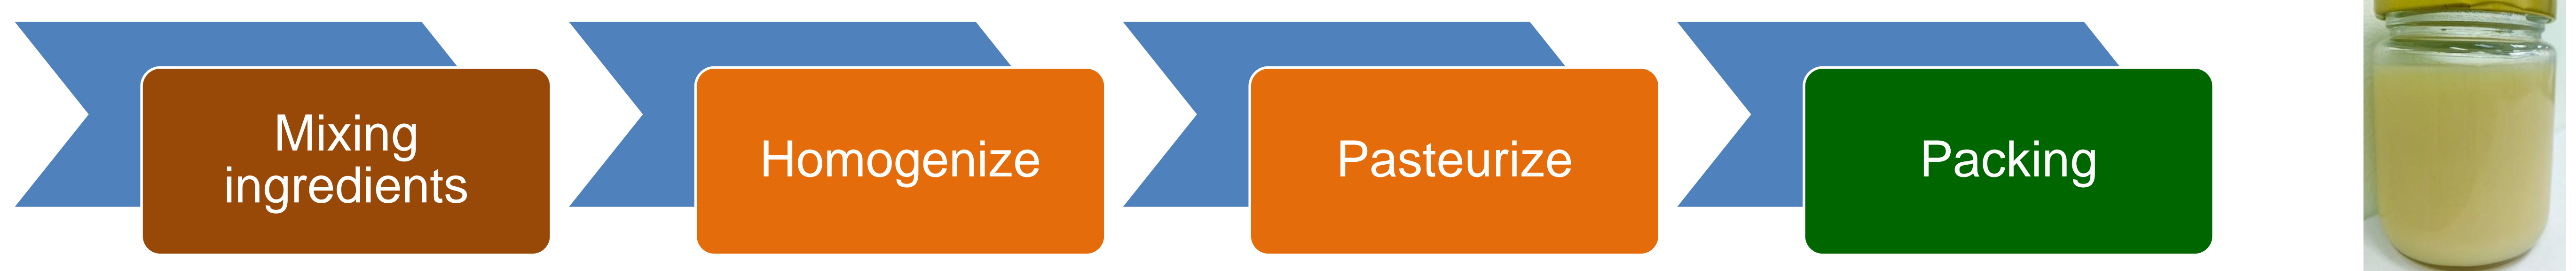 Mixing
ingredients
Homogenize
Pasteurize
Packing